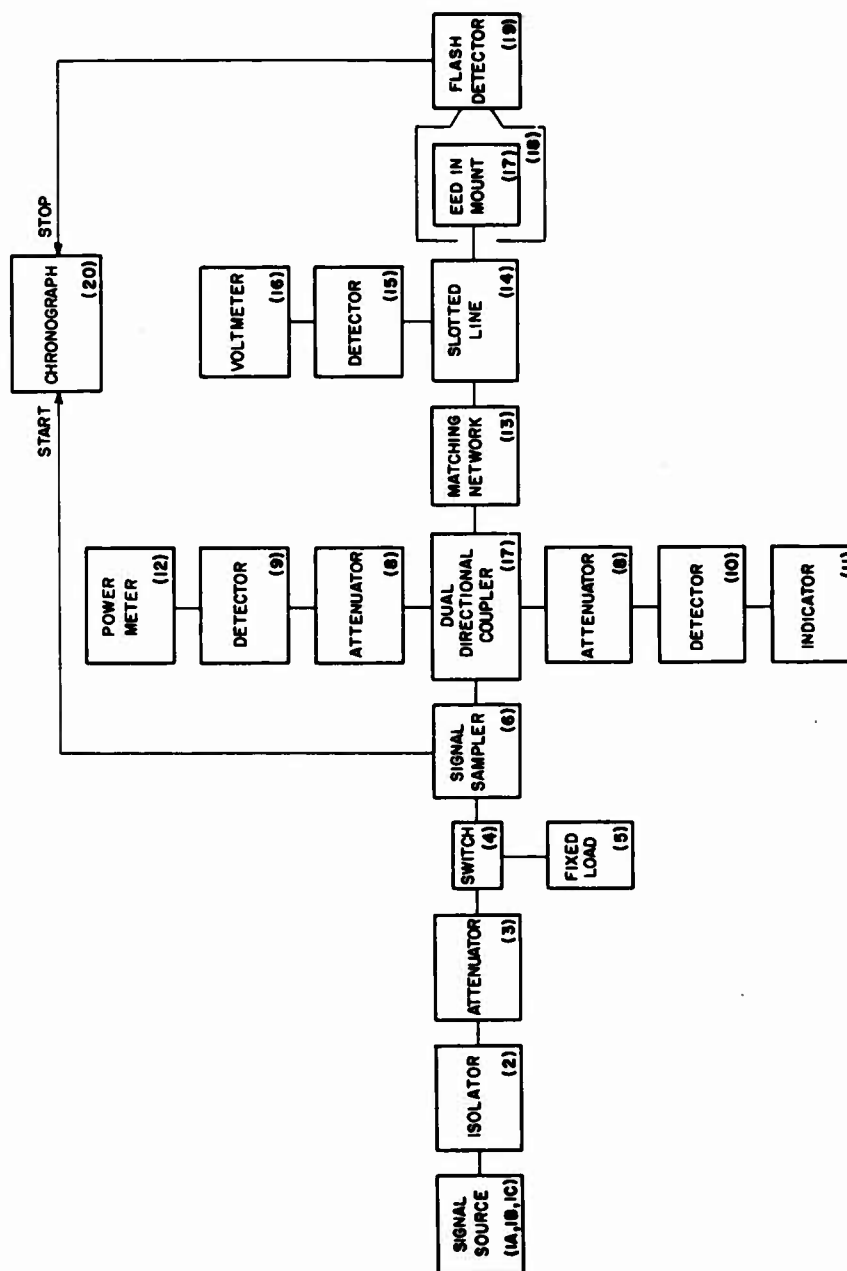 SIGNAL
SOURCE
(1A,1B,1C)
ISOLATOR
(2)
ATTENUATOR
(3)
SWITCH
(4)
FIXED
LOAD
(5)
SIGNAL
SAMPLER
(6)
START
CHRONOGRAPH
(20)
STOP
POWER
METER
(12)
DETECTOR
(9)
ATTENUATOR
(8)
DUAL
DIRECTIONAL
COUPLER
(17)
ATTENUATOR
(8)
DETECTOR
(10)
INDICATOR
(11)
MATCHING
NETWORK
(13)
VOLTMETER
(16)
DETECTOR
(15)
SLOTTED
LINE
(14)
EED IN
MOUNT
(17)
(18)
FLASH
DETECTOR
(19)